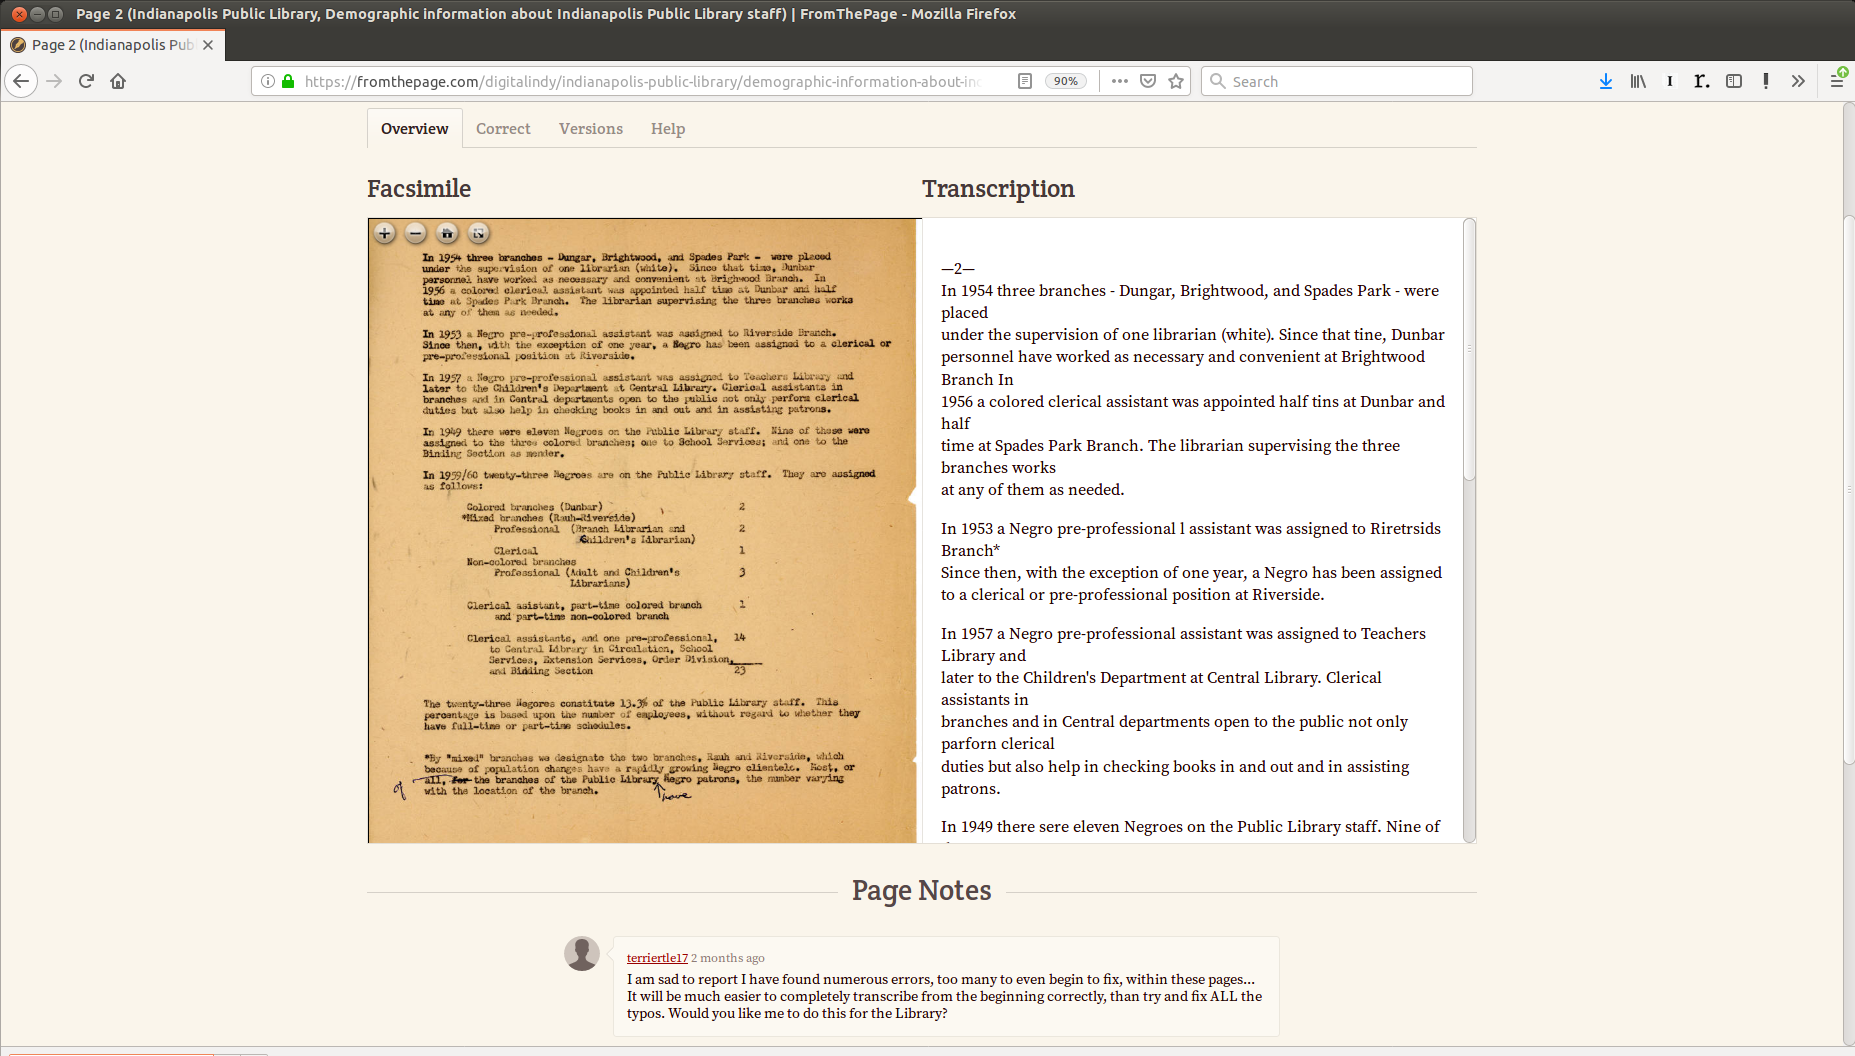 Page 2 (Indianapolis Public Library, Demographic information about Indianapolis Public Library staff) | FromThePage - Mozilla Firefox
Page 2 (Indianapolis Pub
https://fromthepage.com/digitalindy/indianapolis-public-library/demographic-information-about-in
90%
Search
Overview
Correct
Versions
Help
Facsimile
Transcription
In 1954 three branches - Dungar, Brightwood, and Spades Park - were placed
under the supervision of one librarian (white). Since that time, Dunbar
personnel have worked as necessary and convenient at Brighwood Branch. In
1956 a colored clerical assistant was appointed half time at Dunbar and half
time at Spades Park Branch. The librarian supervising the three branches works
at any of them as needed.
In 1953 a Negro pre-professional assistant was assigned to Riverside Branch.
Since then, with the exception of one year, a Negro has been assigned to a clerical or
pre-professional position at Riverside.
In 1957 a Negro pre-professional assistant was assigned to Teachers Library and
later to the Children's Department at Central Library. Clerical assistants in
branches and in Central departments open to the public not only perform clerical
duties but also help in checking books in and out and in assisting patrons.
In 1949 there were eleven Negroes on the Public Library staff. Nine of these were
assigned to the three colored branches; one to School Services; and one to the
Binding Section as mender.
In 1959/60 twenty-three Negroes are on the Public Library staff. They are assigned
as follows:
Colored branches (Dunbar) 2
*Mixed branches (Rauh-Riverside)
Professional (Branch Librarian and 2
Children's Librarian)
Clerical 1
Non-colored branches
Professional (Adult and Children's 3
Librarians)
Clerical asistant, part-time colored branch 1
and part-time non-colored branch
Clerical assistants, and one pre-professional, 14
to Central Library in Circulation, School
Services, Extension Services, Order Division,
and Binding Section 23
The twenty-three Negores constitute 13.3% of the Public Library staff. This
percentage is based upon the number of employees, without regard to whether they
have full-time or part-time schedules.
*By "mixed" branches we designate the two branches, Rauh and Riverside, which
because of population changes have a rapidly growing Negro clientele. Most, or
all, for the branches of the Public Library Negro patrons, the number varying
of
with the location of the branch.
have
—2—
In 1954 three branches - Dungar, Brightwood, and Spades Park - were
placed
under the supervision of one librarian (white). Since that tine, Dunbar
personnel have worked as necessary and convenient at Brightwood
Branch In
1956 a colored clerical assistant was appointed half tins at Dunbar and
half
time at Spades Park Branch. The librarian supervising the three
branches works
at any of them as needed.
In 1953 a Negro pre-professional l assistant was assigned to Riretrsids
Branch*
Since then, with the exception of one year, a Negro has been assigned
to a clerical or pre-professional position at Riverside.
In 1957 a Negro pre-professional assistant was assigned to Teachers
Library and
later to the Children's Department at Central Library. Clerical
assistants in
branches and in Central departments open to the public not only
parforn clerical
duties but also help in checking books in and out and in assisting
patrons.
In 1949 there sere eleven Negroes on the Public Library staff. Nine of
Page Notes
terriertle17 2 months ago
I am sad to report I have found numerous errors, too many to even begin to fix, within these pages...
It will be much easier to completely transcribe from the beginning correctly, than try and fix ALL the
typos. Would you like me to do this for the Library?